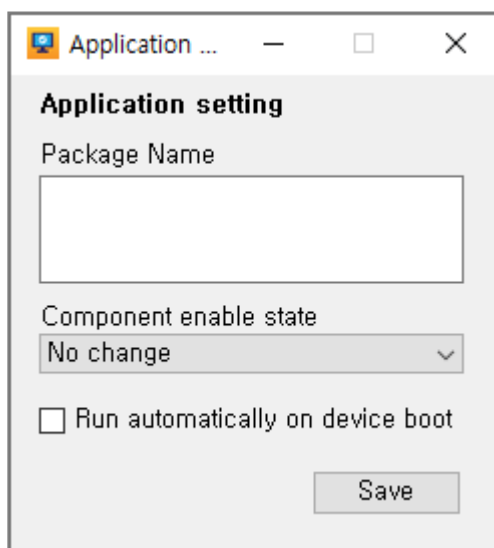 Application ...
Application setting
Package Name
Component enable state
No change
Run automatically on device boot
Save